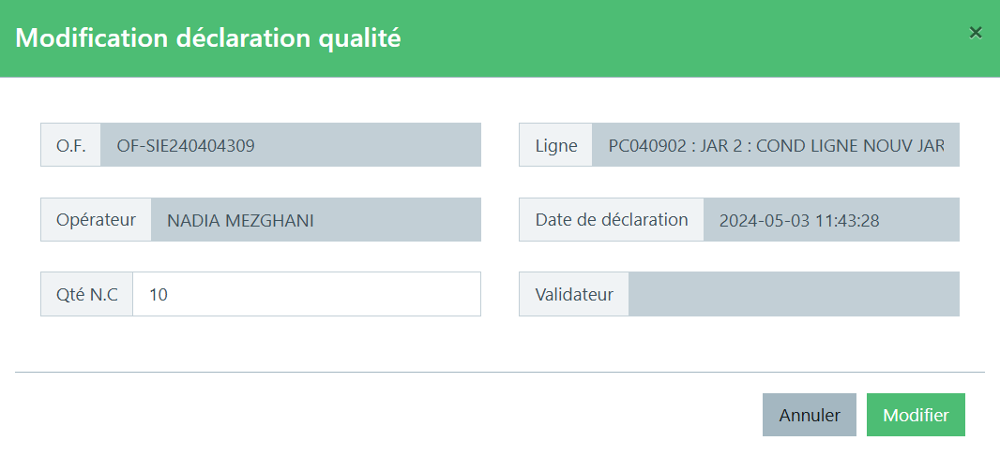 Modification déclaration qualité
×
O.F. OF-SIE240404309
Ligne PC040902 : JAR 2 : COND LIGNE NOUV JAR
Opérateur NADIA MEZGHANI
Date de déclaration 2024-05-03 11:43:28
Qté N.C 10
Validateur
Annuler
Modifier